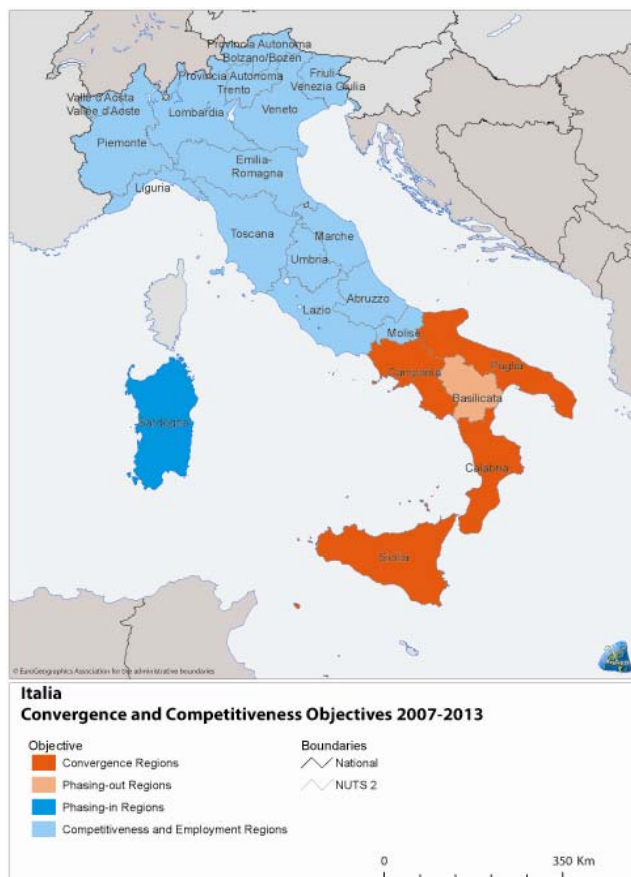 Provincia Autonoma
Bolzano/Bozen
Provincia Autonoma
Trento
Friuli-
Venezia Giulia
Valle d'Aosta
Vallée d'Aoste
Lombardia
Veneto
Piemonte
Emilia-
Romagna
Liguria
Toscana
Marche
Umbria
Abruzzo
Lazio
Molise
Campania
Puglia
Basilicata
Sardegna
Calabria
Sicilia
© EuroGeographics Association for the administrative boundaries
Italia
Convergence and Competitiveness Objectives 2007-2013
Objective
Convergence Regions
Phasing-out Regions
Phasing-in Regions
Competitiveness and Employment Regions
Boundaries
National
NUTS 2
0 350 Km